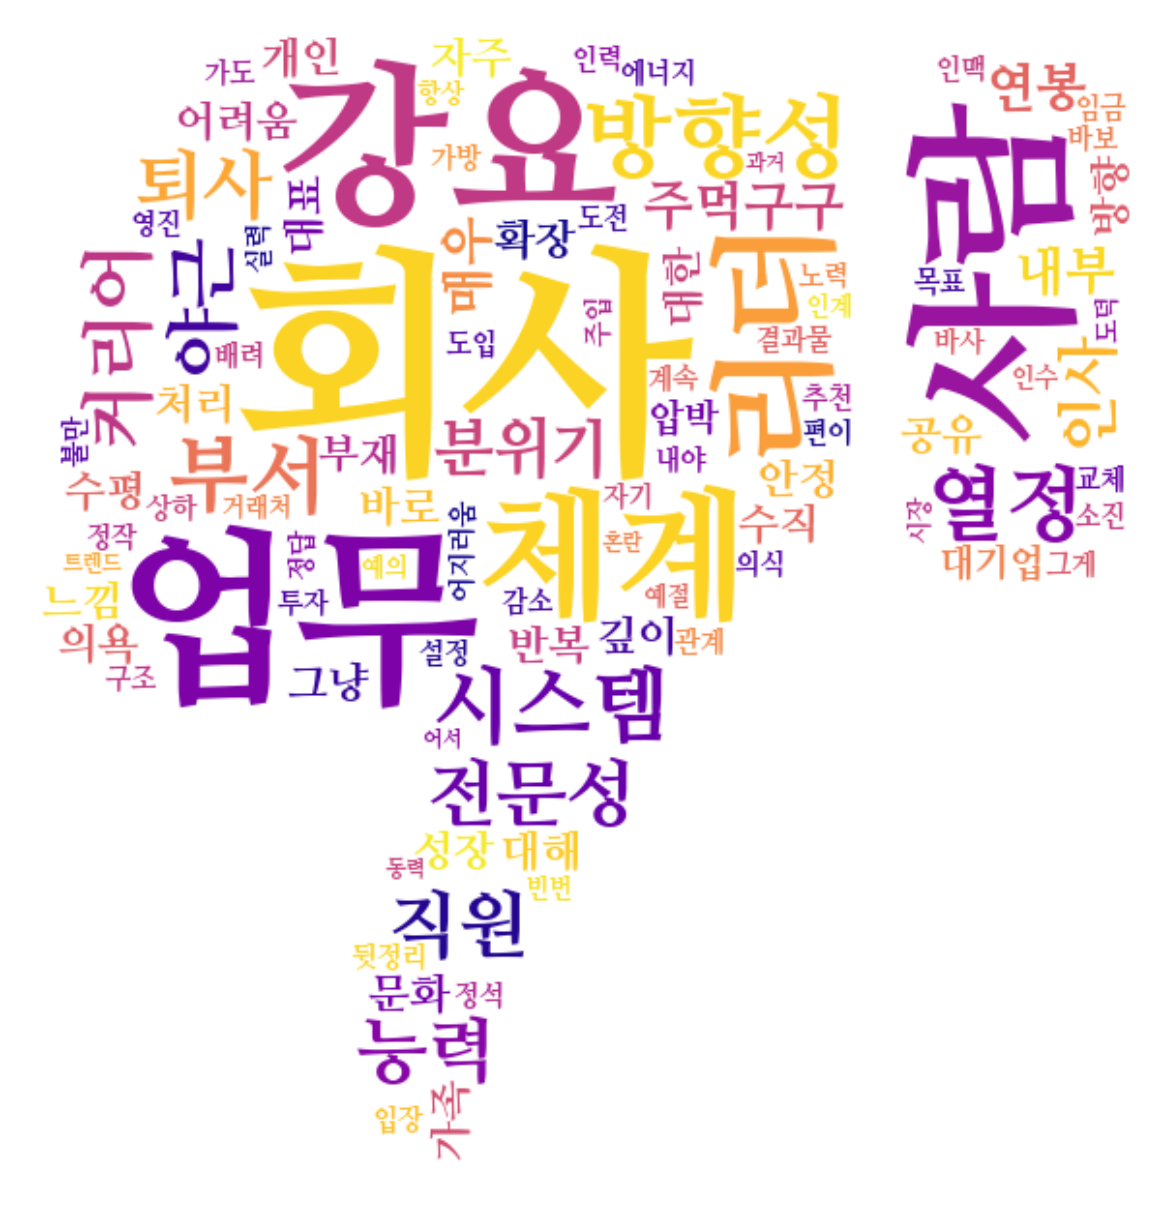 가도
개인
자주
인력
에너지
항상
어려움
강요
방향성
가방
과거
퇴사
대표
주먹구구
영진
실력
매우
화장
도전
야근
대한
리더
노력
인계
커리어
회사
도입
주입
결과물
배려
계속
추천
처리
압박
편이
불만
부서
부재
분위기
내야
수평
상하
거래처
바로
안정
자기
수직
정작
체계
트렌드
정답
예의
어지러움
혼란
의식
느낌
업무
투자
감소
예절
의욕
설정
반복
깊이
관계
구조
그냥
시스템
어서
전문성
성장
대해
동력
빈번
직원
뒷정리
문화
정석
능력
입장
가족
인맥
연봉
임금
바보
사람
방향
목표
내부
도덕
바사
인수
인사
공유
열정
교체
시장
소진
대기업
그게